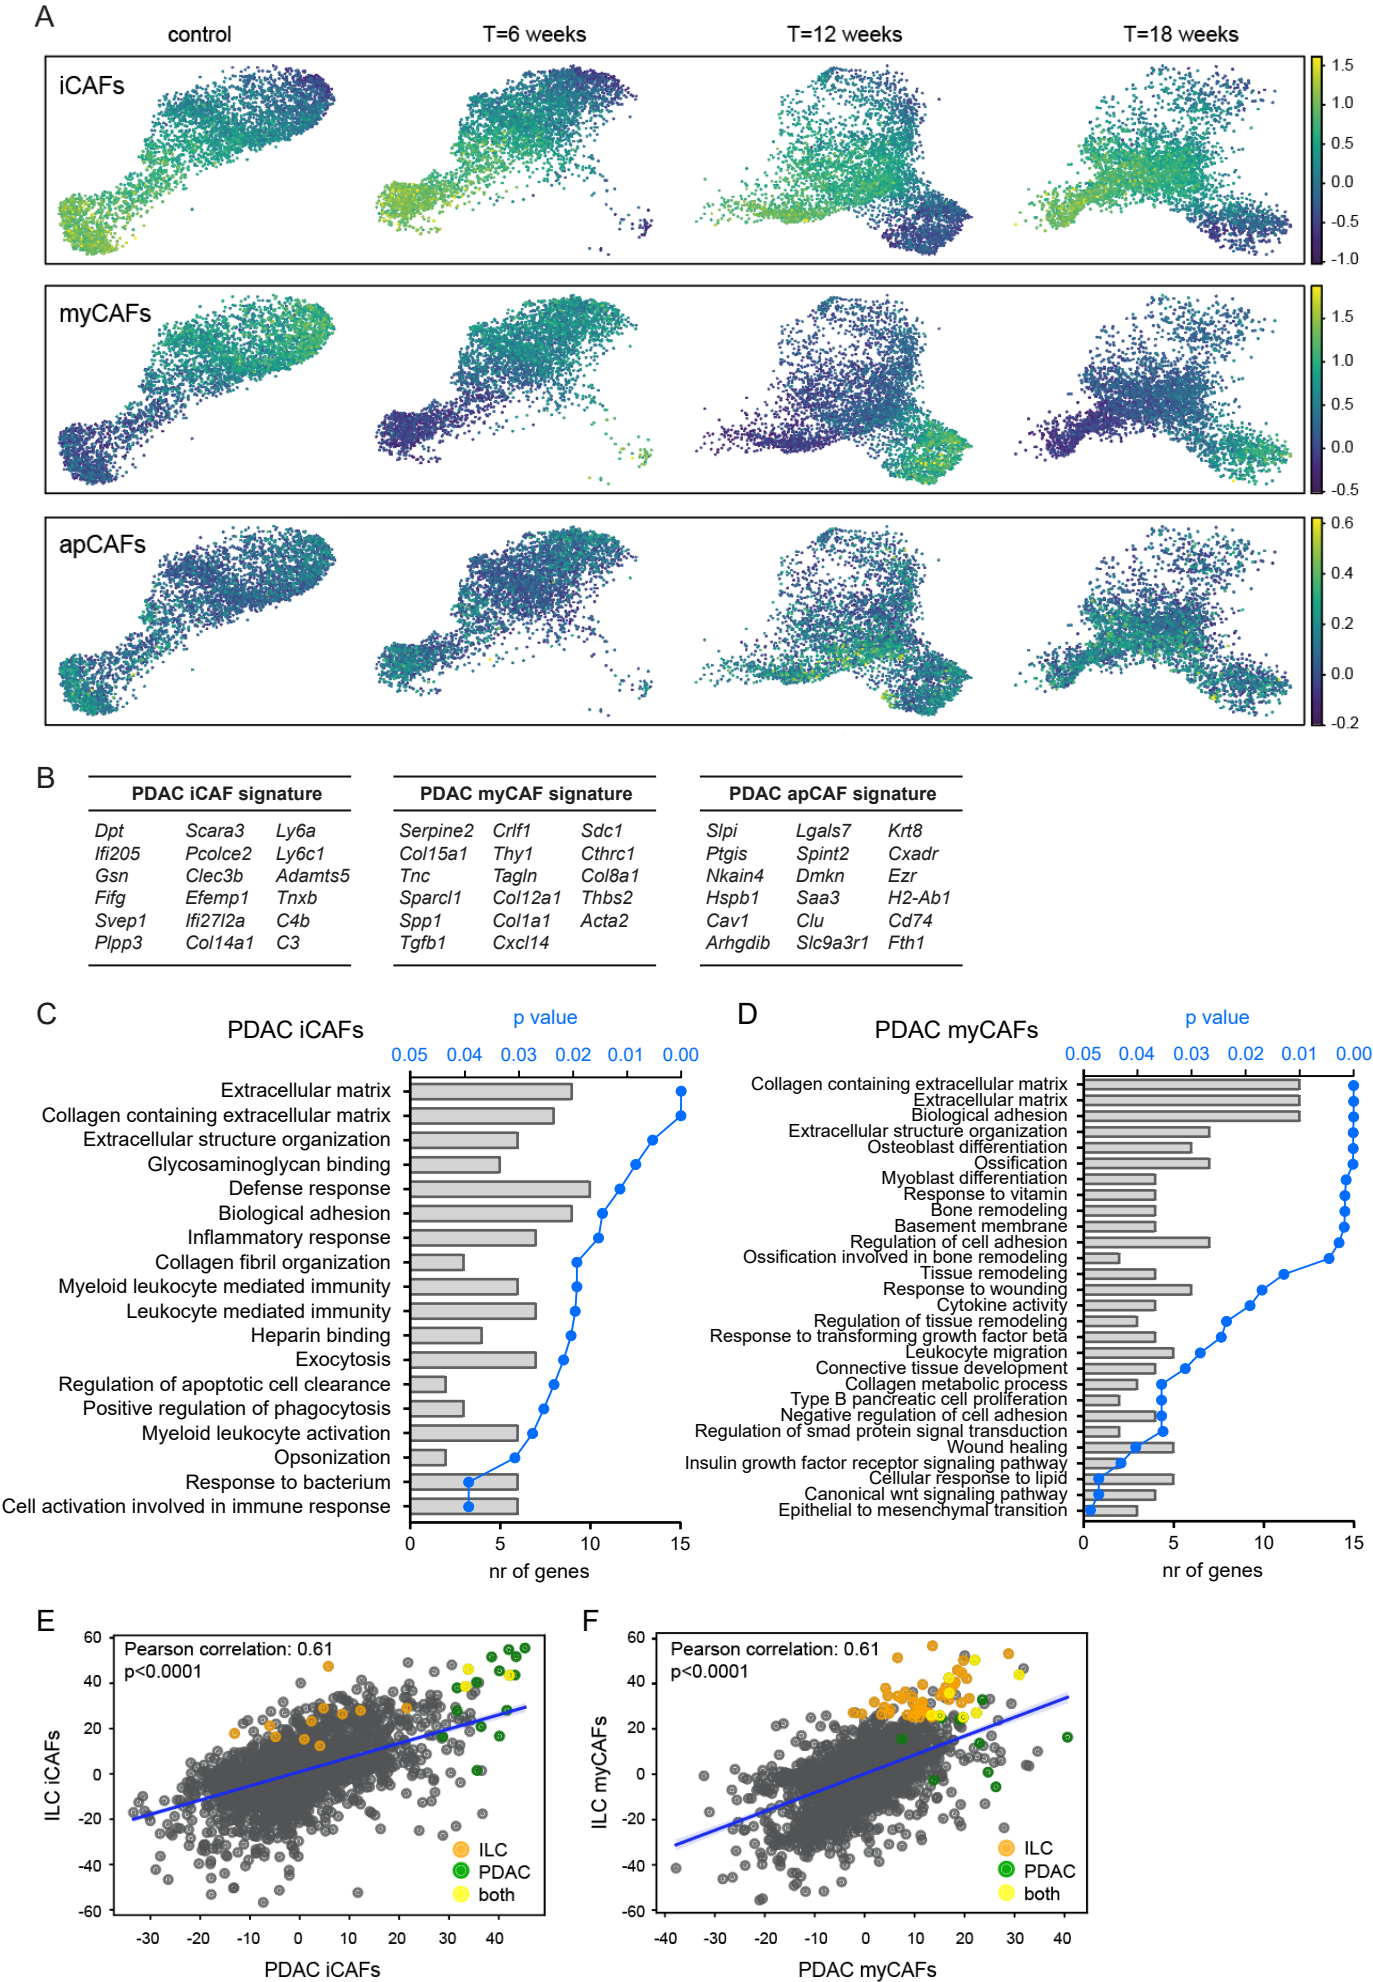 A
control T=6 weeks T=12 weeks T=18 weeks
iCAFs
1.5
1.0
0.5
0.0
-0.5
-1.0
myCAFs
1.5
1.0
0.5
0.0
-0.5
apCAFs
0.6
0.4
0.2
0.0
-0.2
B
PDAC iCAF signature PDAC myCAF signature PDAC apCAF signature
Dpt Scara3 Ly6a Serpine2 Crlf1 Sdc1 Slpi Lgals7 Krt8
Ifi205 Pcolce2 Ly6c1 Col15a1 Thy1 Cthrc1 Ptgis Spint2 Cxadr
Gsn Clec3b Adamts5 Tnc Tagln Col8a1 Nkain4 Dmkn Ezr
Fifg Efemp1 Tnxb Sparcl1 Col12a1 Thbs2 Hspb1 Saa3 H2-Ab1
Svep1 Ifi27l2a C4b Spp1 Col1a1 Acta2 Cav1 Clu Cd74
Plpp3 Col14a1 C3 Tgfb1 Cxcl14 Arhgdib Slc9a3r1 Fth1
C
PDAC iCAFs
p value
0.05 0.04 0.03 0.02 0.01 0.00
Extracellular matrix
Collagen containing extracellular matrix
Extracellular structure organization
Glycosaminoglycan binding
Defense response
Biological adhesion
Inflammatory response
Collagen fibril organization
Myeloid leukocyte mediated immunity
Leukocyte mediated immunity
Heparin binding
Exocytosis
Regulation of apoptotic cell clearance
Positive regulation of phagocytosis
Myeloid leukocyte activation
Opsonization
Response to bacterium
Cell activation involved in immune response
0 5 10 15
nr of genes
D
PDAC myCAFs
p value
0.05 0.04 0.03 0.02 0.01 0.00
Collagen containing extracellular matrix
Extracellular matrix
Biological adhesion
Extracellular structure organization
Osteoblast differentiation
Ossification
Myoblast differentiation
Response to vitamin
Bone remodeling
Basement membrane
Regulation of cell adhesion
Ossification involved in bone remodeling
Tissue remodeling
Response to wounding
Cytokine activity
Regulation of tissue remodeling
Response to transforming growth factor beta
Leukocyte migration
Connective tissue development
Collagen metabolic process
Type B pancreatic cell proliferation
Negative regulation of cell adhesion
Regulation of smad protein signal transduction
Wound healing
Insulin growth factor receptor signaling pathway
Cellular response to lipid
Canonical wnt signaling pathway
Epithelial to mesenchymal transition
0 5 10 15
nr of genes
E
Pearson correlation: 0.61
p<0.0001
60
40
20
0
-20
-40
-60
ILC iCAFs
ILC
PDAC
both
-30 -20 -10 0 10 20 30 40
PDAC iCAFs
F
Pearson correlation: 0.61
p<0.0001
60
40
20
0
-20
-40
-60
ILC myCAFs
ILC
PDAC
both
-40 -30 -20 -10 0 10 20 30 40
PDAC myCAFs